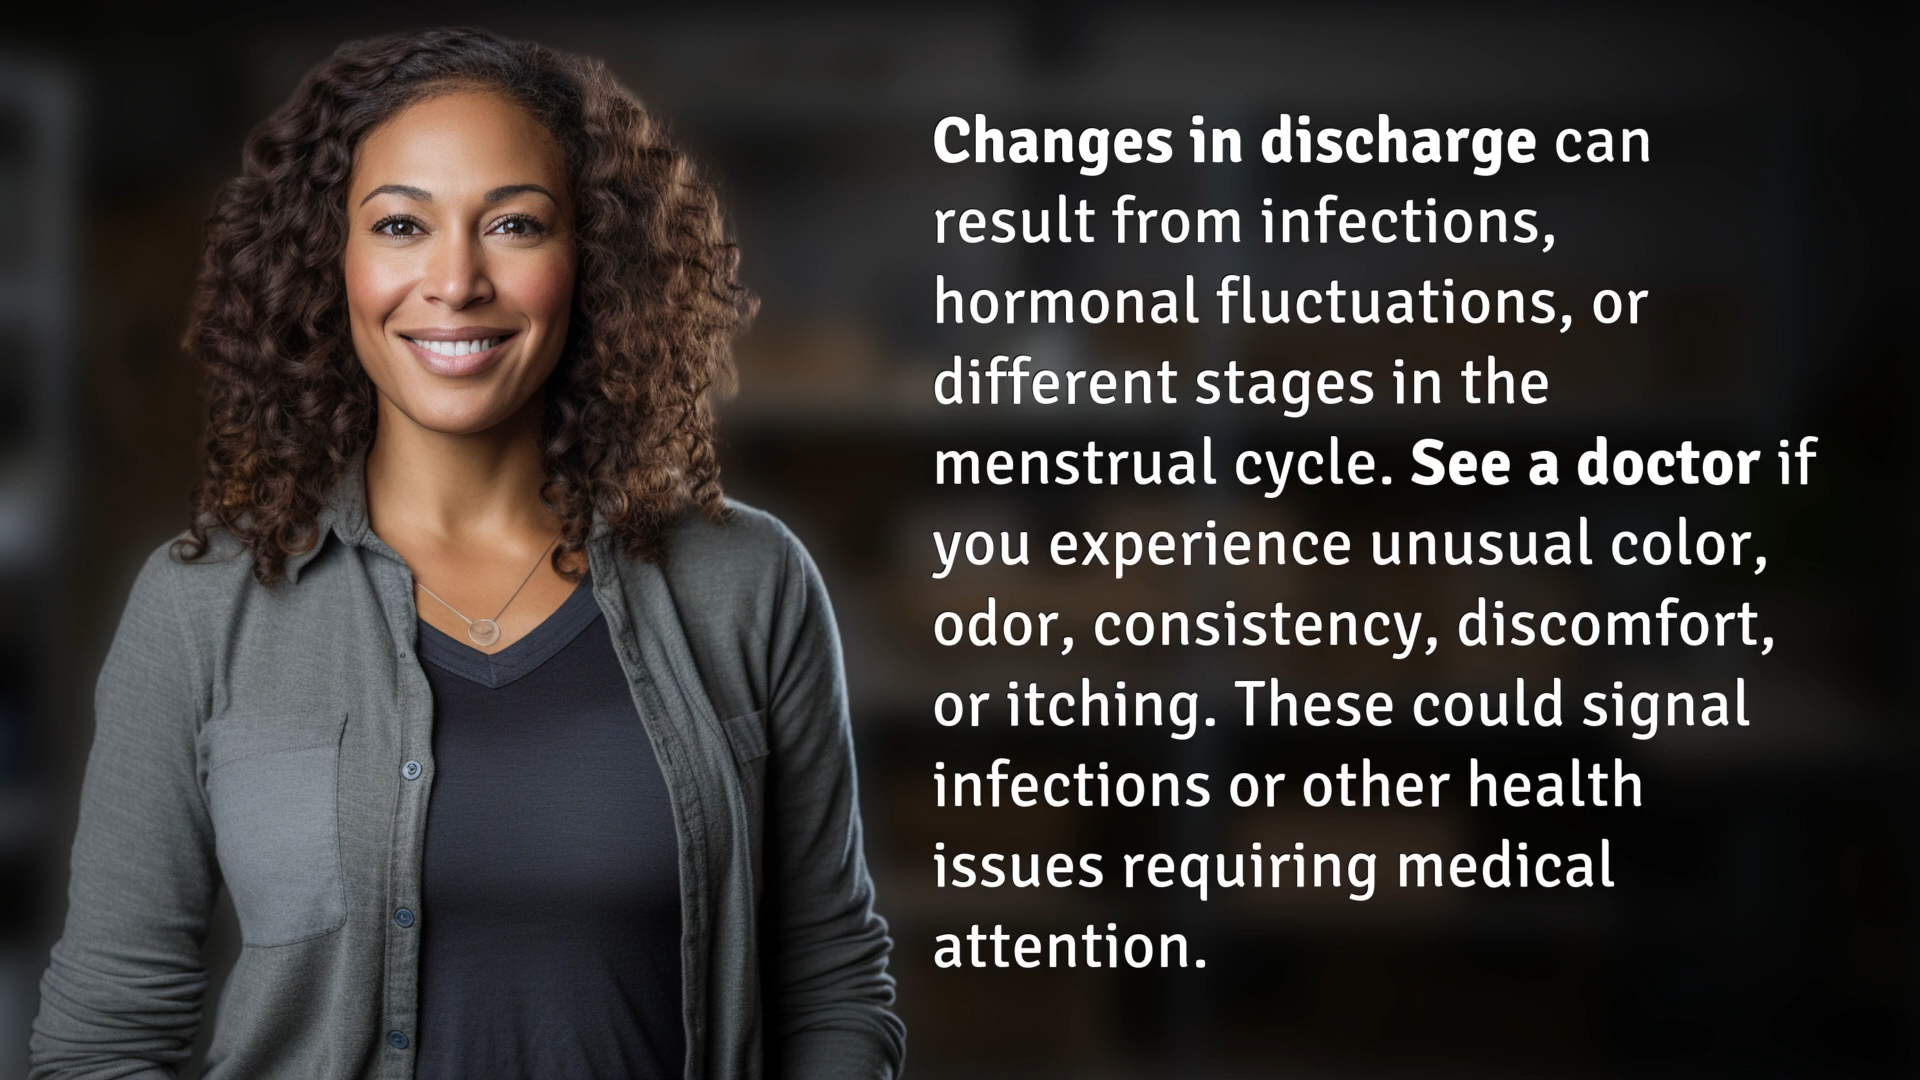 Changes in discharge can
result from infections,
hormonal fluctuations, or
different stages in the
menstrual cycle. See a doctor if
you experience unusual color,
odor, consistency, discomfort,
or itching. These could signal
infections or other health
issues requiring medical
attention.